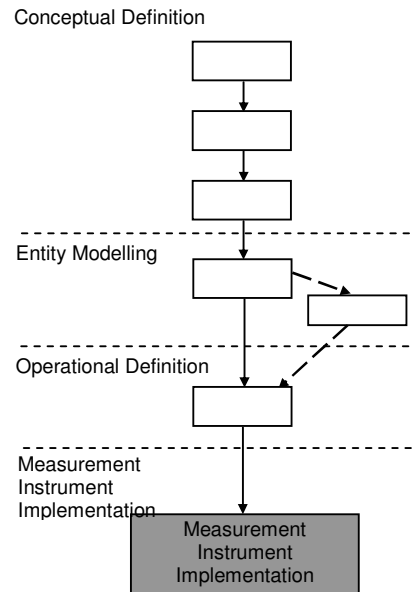 Conceptual Definition
Entity Modelling
Operational Definition
Measurement
Instrument
Implementation
Measurement
Instrument
Implementation